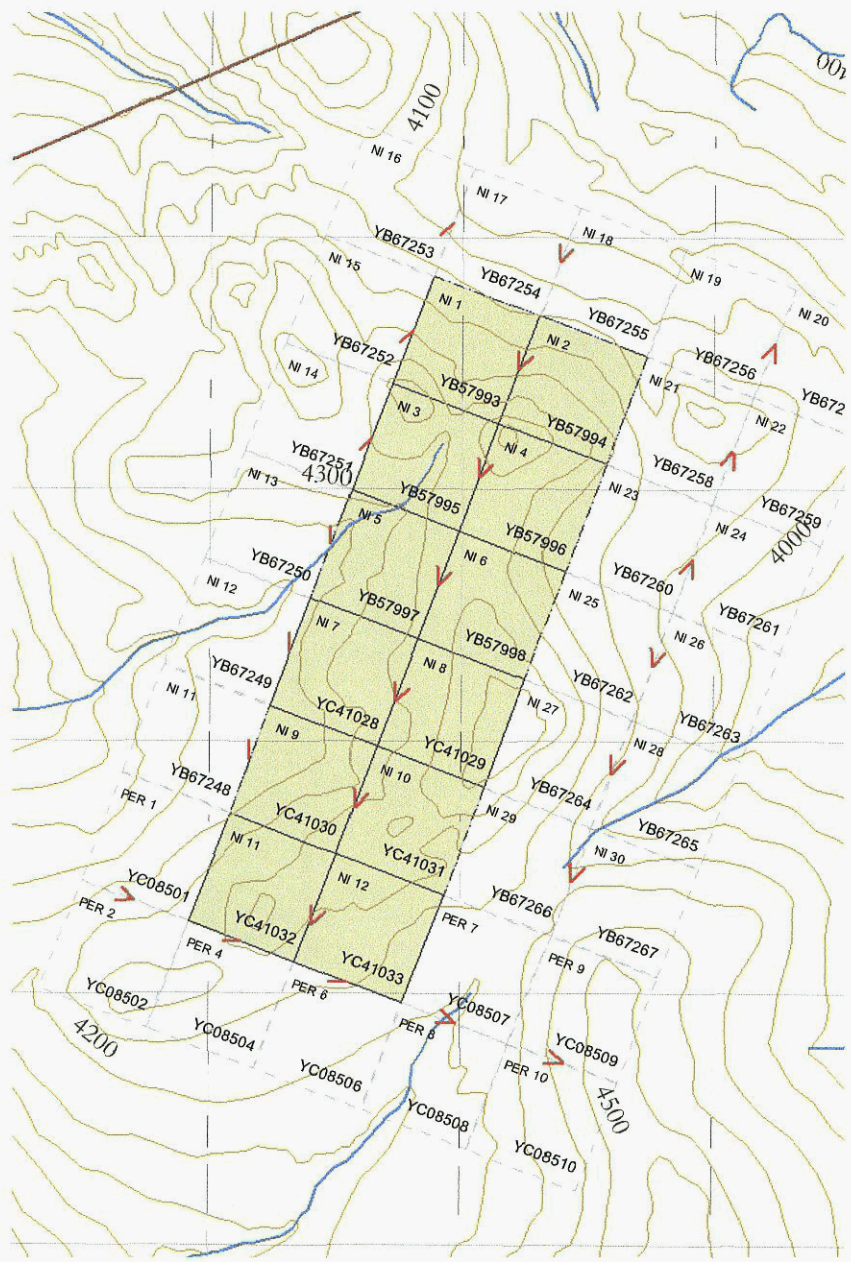 4100
100
NI 16
NI 17
NI 18
YB67253
NI 15
YB67254
NI 19
NI 1
YB67255
NI 20
NI 2
YB67252
YB67256
NI 14
NI 21
YB57993
YB672
NI 3
YB57994
NI 22
NI 4
YB67251
YB67258
4300
NI 13
YB57995
NI 23
YB67259
NI 5
YB57996
NI 24
4000
YB67250
NI 6
YB67260
NI 12
YB57997
NI 25
YB67261
NI 7
YB57998
NI 26
YB67249
NI 8
YB67262
NI 11
YC41028
NI 27
YB67263
NI 9
YC41029
NI 28
YB67248
NI 10
YB67264
PER 1
YC41030
NI 29
YB67265
NI 11
YC41031
NI 30
YC08501
NI 12
YB67266
PER 2
YC41032
PER 7
YB67267
PER 4
YC41033
PER 9
PER 6
YC08502
YC08507
PER 8
YC08504
YC08509
4200
PER 10
YC08506
4500
YC08508
YC08510